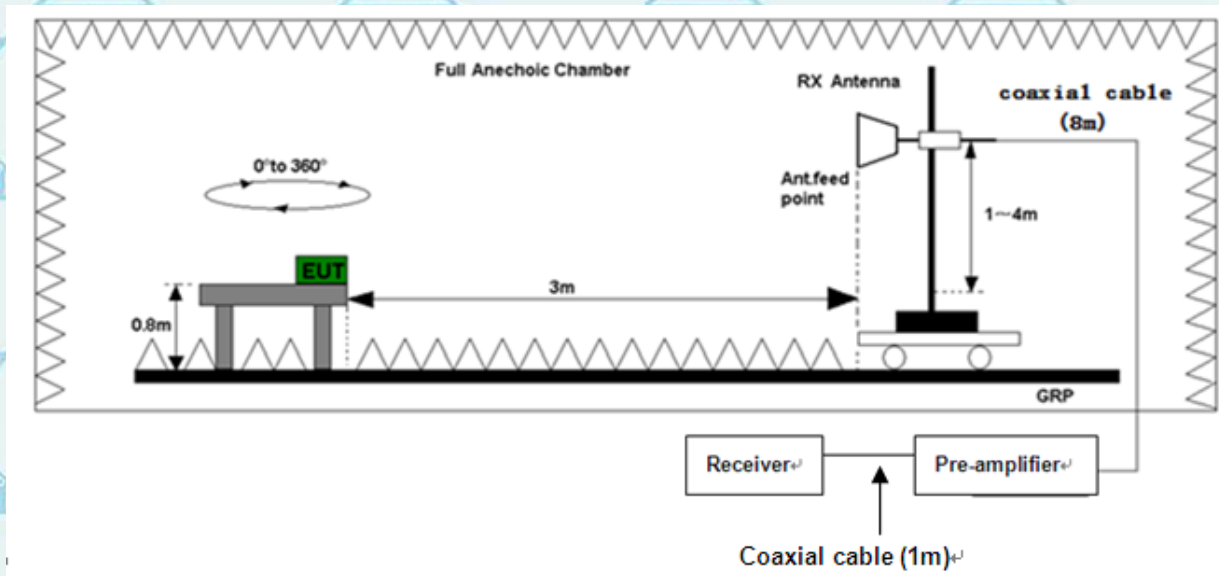 Full Anechoic Chamber
RX Antenna
coaxial cable
(8m)
0°to 360°
Ant.feed
point
1~4m
EUT
3m
0.8m
GRP
Receiver↵
Pre-amplifier↵
Coaxial cable (1m)↵